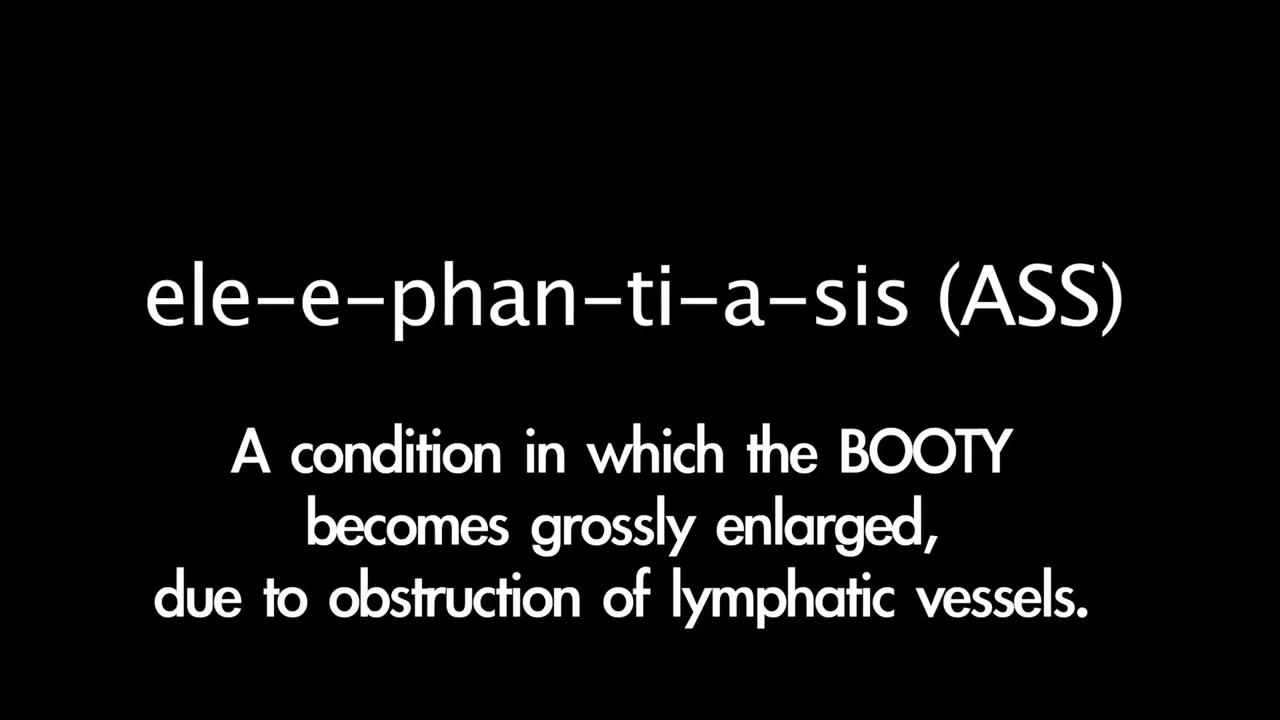 ele-e-phan-ti-a-sis (ASS)
A condition in which the BOOTY
becomes grossly enlarged,
due to obstruction of lymphatic vessels.